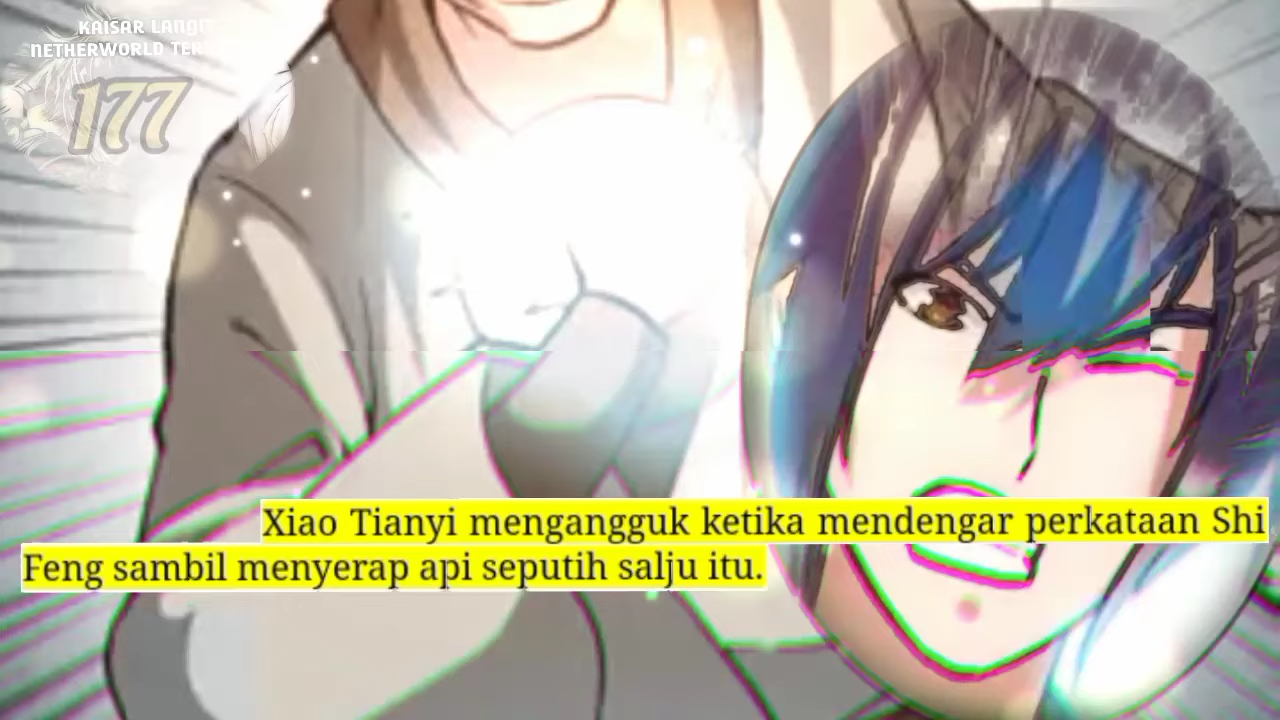 KAISAR LANGIT
NETHERWORLD
177
Xiao Tianyi mengangguk ketika mendengar perkataan Shi
Feng sambil menyerap api seputih salju itu.